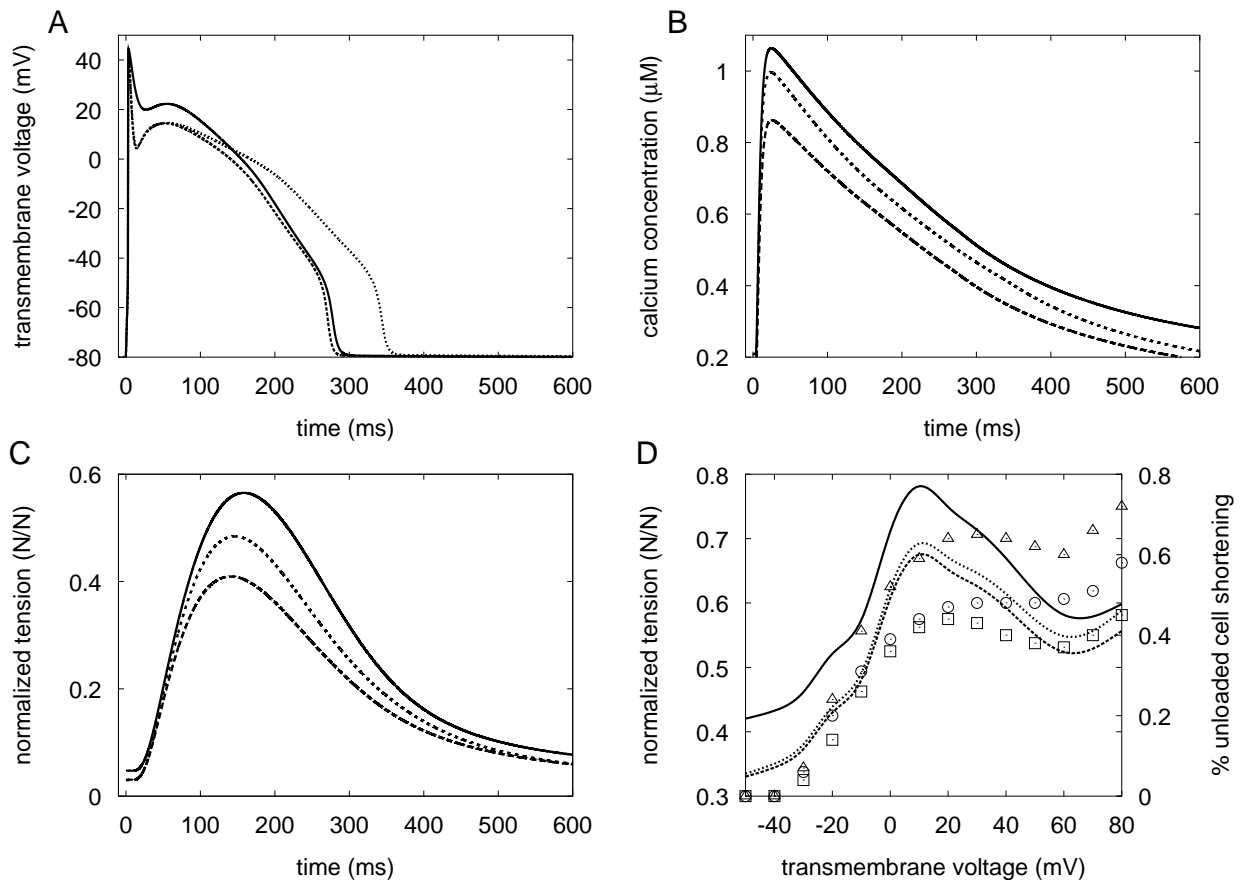 A
transmembrane voltage (mV)
40
20
0
-20
-40
-60
-80
0 100 200 300 400 500 600
time (ms)
B
calcium concentration (μM)
1
0.8
0.6
0.4
0.2
0 100 200 300 400 500 600
time (ms)
C
normalized tension (N/N)
0.6
0.4
0.2
0
0 100 200 300 400 500 600
time (ms)
D
normalized tension (N/N)
0.8
0.7
0.6
0.5
0.4
0.3
-40 -20 0 20 40 60 80
transmembrane voltage (mV)
0.8
0.6
0.4
0.2
0
% unloaded cell shortening